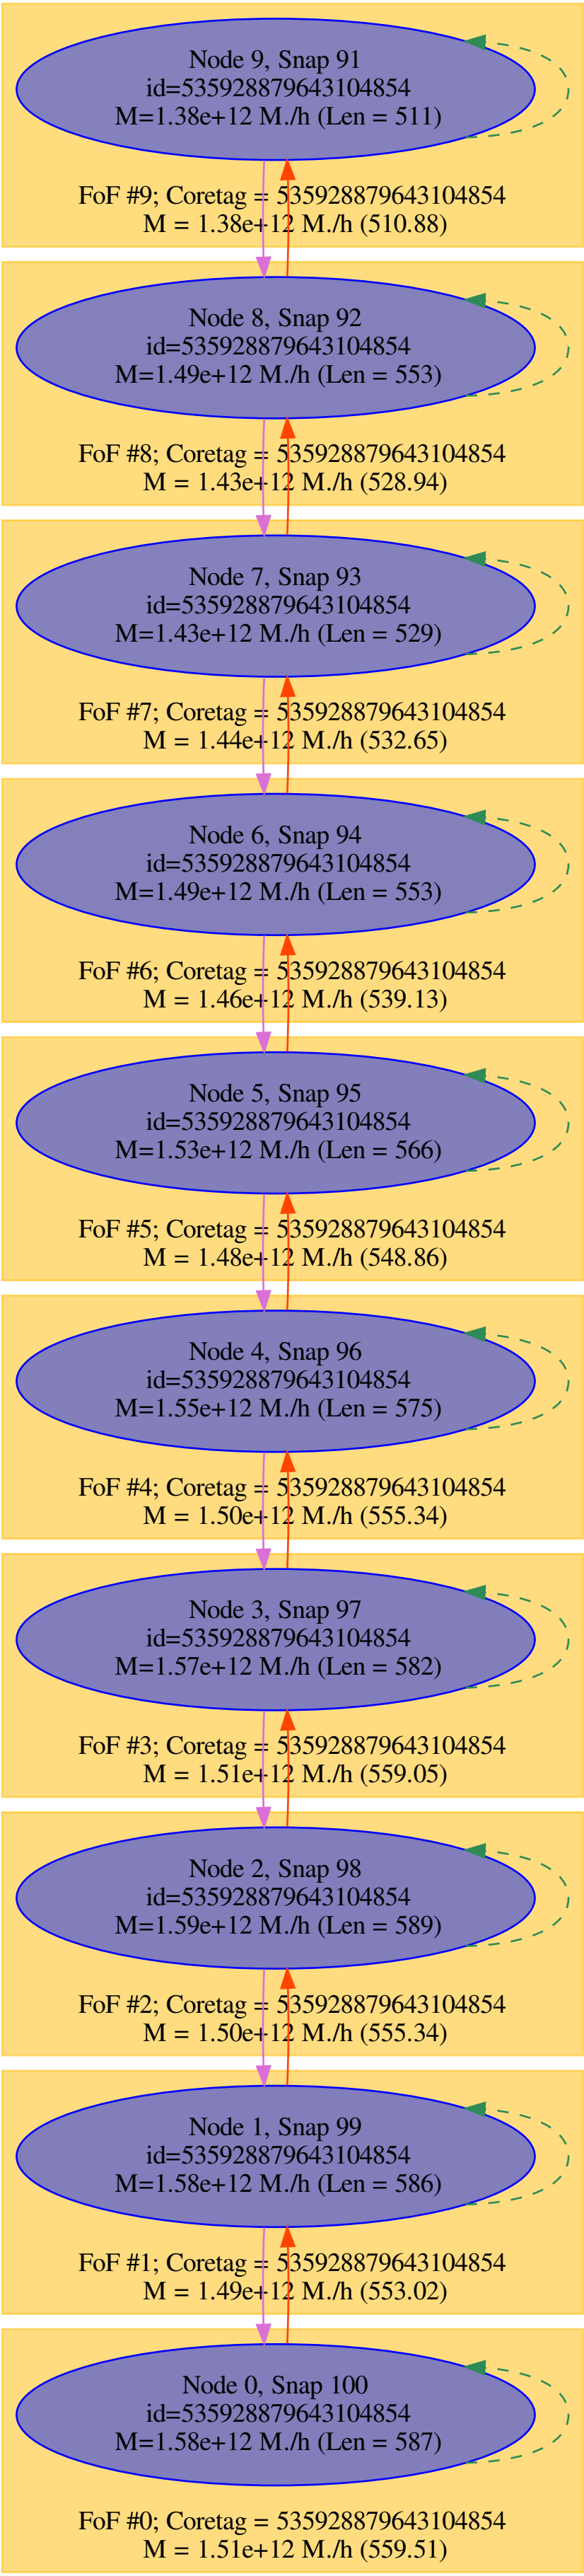 Node 9, Snap 91
id=535928879643104854
M=1.38e+12 M./h (Len = 511)
FoF #9; Coretag = 535928879643104854
M = 1.38e+12 M./h (510.88)
Node 8, Snap 92
id=535928879643104854
M=1.49e+12 M./h (Len = 553)
FoF #8; Coretag = 535928879643104854
M = 1.43e+12 M./h (528.94)
Node 7, Snap 93
id=535928879643104854
M=1.43e+12 M./h (Len = 529)
FoF #7; Coretag = 535928879643104854
M = 1.44e+12 M./h (532.65)
Node 6, Snap 94
id=535928879643104854
M=1.49e+12 M./h (Len = 553)
FoF #6; Coretag = 535928879643104854
M = 1.46e+12 M./h (539.13)
Node 5, Snap 95
id=535928879643104854
M=1.53e+12 M./h (Len = 566)
FoF #5; Coretag = 535928879643104854
M = 1.48e+12 M./h (548.86)
Node 4, Snap 96
id=535928879643104854
M=1.55e+12 M./h (Len = 575)
FoF #4; Coretag = 535928879643104854
M = 1.50e+12 M./h (555.34)
Node 3, Snap 97
id=535928879643104854
M=1.57e+12 M./h (Len = 582)
FoF #3; Coretag = 535928879643104854
M = 1.51e+12 M./h (559.05)
Node 2, Snap 98
id=535928879643104854
M=1.59e+12 M./h (Len = 589)
FoF #2; Coretag = 535928879643104854
M = 1.50e+12 M./h (555.34)
Node 1, Snap 99
id=535928879643104854
M=1.58e+12 M./h (Len = 586)
FoF #1; Coretag = 535928879643104854
M = 1.49e+12 M./h (553.02)
Node 0, Snap 100
id=535928879643104854
M=1.58e+12 M./h (Len = 587)
FoF #0; Coretag = 535928879643104854
M = 1.51e+12 M./h (559.51)